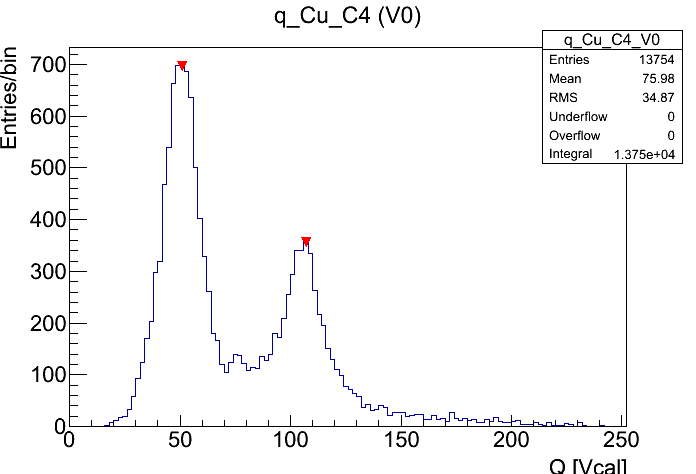 q_Cu_C4 (V0)
q_Cu_C4_V0
Entries 13754
Mean 75.98
RMS 34.87
Underflow 0
Overflow 0
Integral 1.375e+04
Entries/bin
700
600
500
400
300
200
100
0
0 50 100 150 200 250
Q [Vcal]